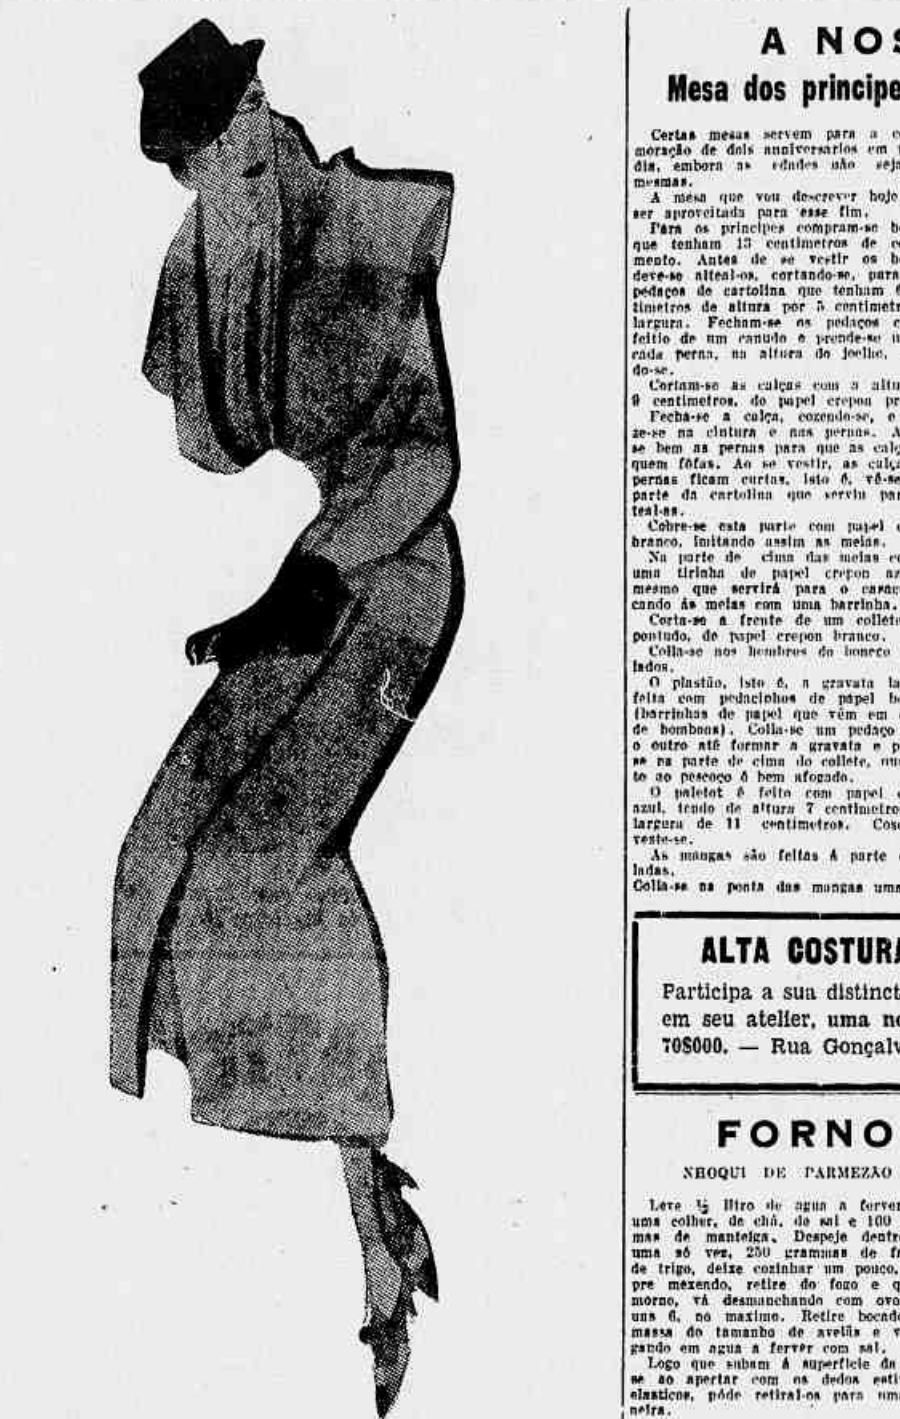 A NOS
Mesa dos principe
Certas mesas servem para a c
moração de dois anniversarios em
dia, embora as edades não sej
mesmas.
A mesa que vou descrever hoje
ser aproveitada para esse fim.
Para os principes compram-se b
que tenham 13 centimetros de c
mento. Antes de se vestir os b
deve-se alteal-os, cortando-se, para
pedaços de cartolina que tenham
timetros de altura por 5 centimetr
largura. Fecham-se os pedaços c
feitio de um canudo e prende-se
cada perna, na altura do joelho,
do-se.
Cortam-se as calças com a altu
9 centimetros, do papel crepon pr
Fecha-se a calça, cozendo-se, e
ze-se na cintura e nas pernas. A
se bem as pernas para que as calç
quem fôfas. Ao se vestir, as calç
pernas ficam curtas, isto é, vê-se
parte da cartolina que serviu par
teal-as.
Cobre-se esta parte com papel c
branco, imitando assim as meias.
Na parte de cima das meias co
uma tirinha de papel crepon az
mesmo que servirá para o casac
cando ás meias com uma barrinha.
Corta-se a frente de um collete
pontudo, de papel crepon branco.
Colla-se nos hombros do boneco
lados.
O plastão, isto é, a gravata la
feita com pedacinhos de papel b
(barrinhas de papel que vêm em
de bombons). Colla-se um pedaço
o outro até formar a gravata e p
se na parte de cima do collete,
to ao pescoço é bem afogado.
O paletot é feito com papel c
azul, tendo de altura 7 centimetro
largura de 11 centimetros. Cose
veste-se.
As mangas são feitas á parte e
ladas.
Colla-se na ponta das mangas uma
ALTA COSTURA
Participa a sua distinct
em seu atelier, uma no
70$000. — Rua Gonçalv
FORNO
NHOQUI DE PARMEZÃO
Leve ½ litro de agua a ferver
uma colher, de chá, de sal e 100
mas de manteiga. Despeje dentr
uma só vez, 250 grammas de f
de trigo, deixe cozinhar um pouco,
pre mexendo, retire do fogo e q
morno, vá desmanchando com ovo
uns 6, no maximo. Retire bocado
massa do tamanho de avelãs e v
gando em agua a ferver com sal.
Logo que subam á superficie da
se ao apertar com os dedos esti
elasticos, póde retiral-os para uma
neira.